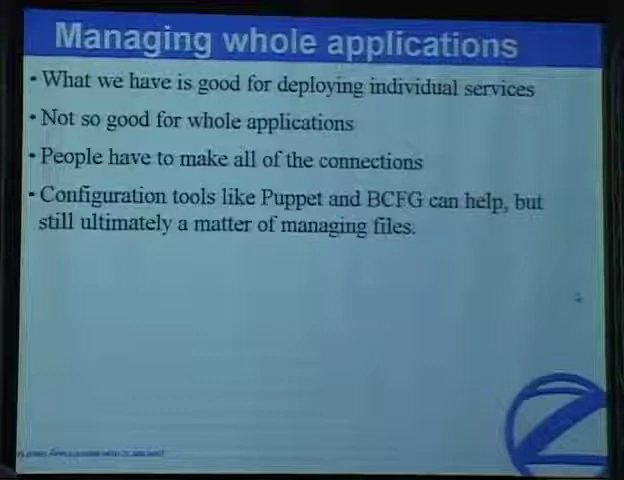 Managing whole applications
• What we have is good for deploying individual services
• Not so good for whole applications
• People have to make all of the connections
• Configuration tools like Puppet and BCFG can help, but
still ultimately a matter of managing files.